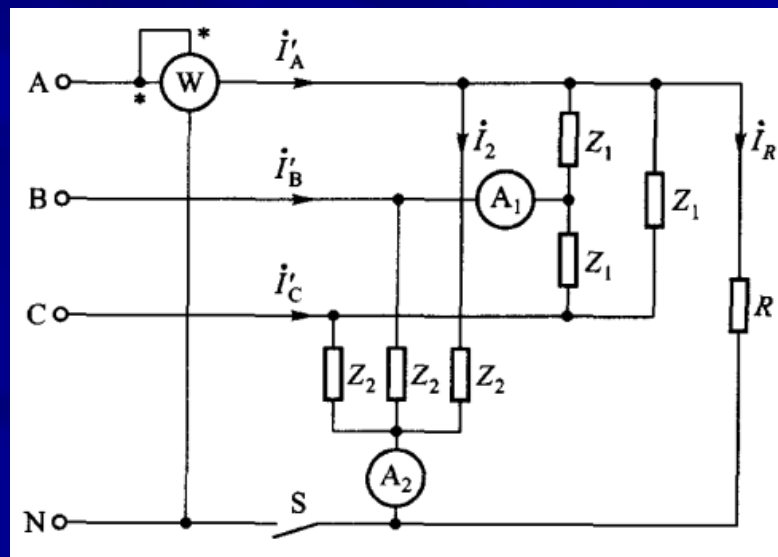 *
A W İ'A
*
İ2 Z1 İR
B İ'B A1 Z1
Z1
C İ'C R
Z2 Z2 Z2
A2
N S